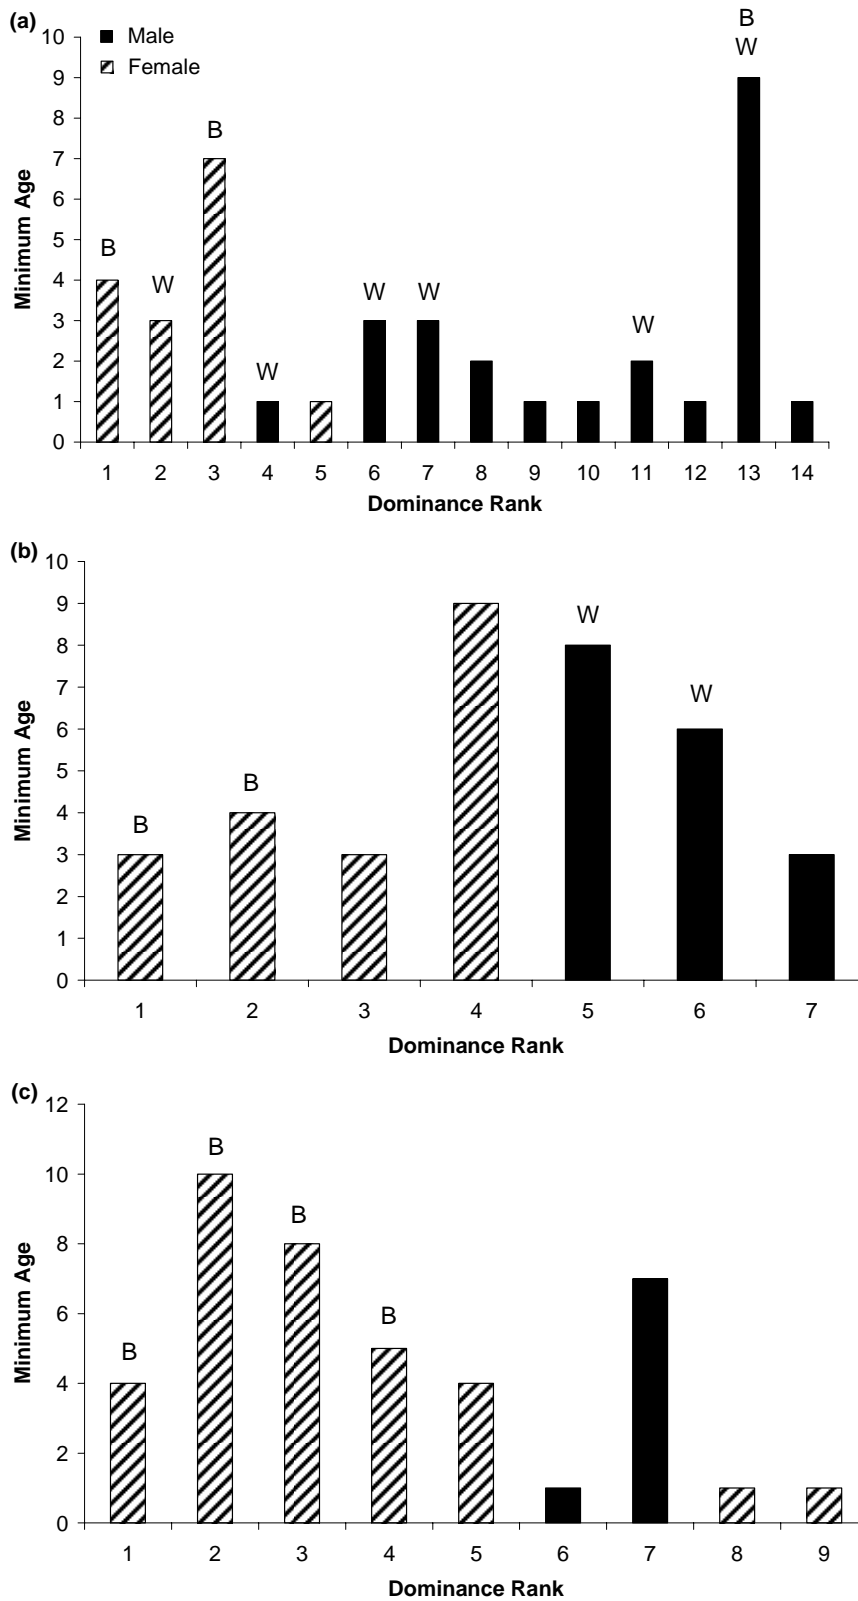 (a)
Male
Female
Minimum Age
10
9
8
7
6
5
4
3
2
1
0
B
W
B
W
W
W
W
B
W
1 2 3 4 5 6 7 8 9 10 11 12 13 14
Dominance Rank
(b)
Minimum Age
10
9
8
7
6
5
4
3
2
1
0
B
B
W
W
1 2 3 4 5 6 7
Dominance Rank
(c)
Minimum Age
12
10
8
6
4
2
0
B
B
B
B
1 2 3 4 5 6 7 8 9
Dominance Rank